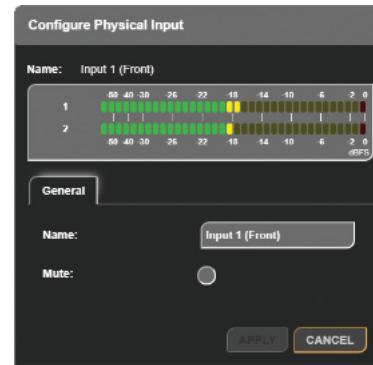 Configure Physical Input
Name: Input 1 (Front)
-60 -40 -30 -26 -22 -18 -14 -10 -6 -2 0
1
2
-60 -40 -30 -26 -22 -18 -14 -10 -6 -2 0
dBFS
General
Name: Input 1 (Front)
Mute:
APPLY CANCEL